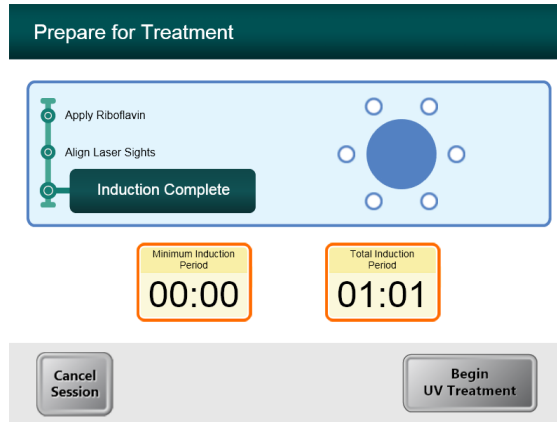 Prepare for Treatment
Apply Riboflavin
Align Laser Sights
Induction Complete
Minimum Induction
Period
00:00
Total Induction
Period
01:01
Cancel
Session
Begin
UV Treatment